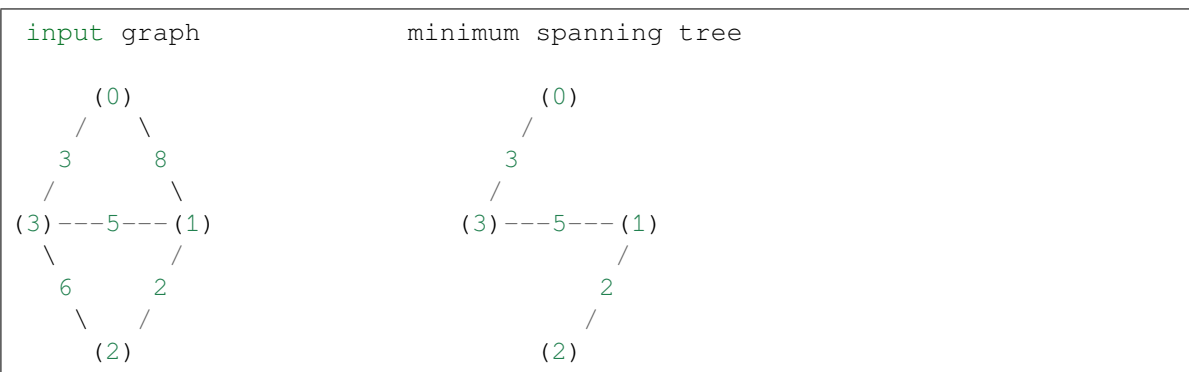 input graph             minimum spanning tree
     (0)                         (0)
    /   \                       /
   3     8                     3
  /       \                   /
(3)---5---(1)               (3)---5---(1)
  \       /                           /
   6     2                           2
    \   /                           /
     (2)                         (2)